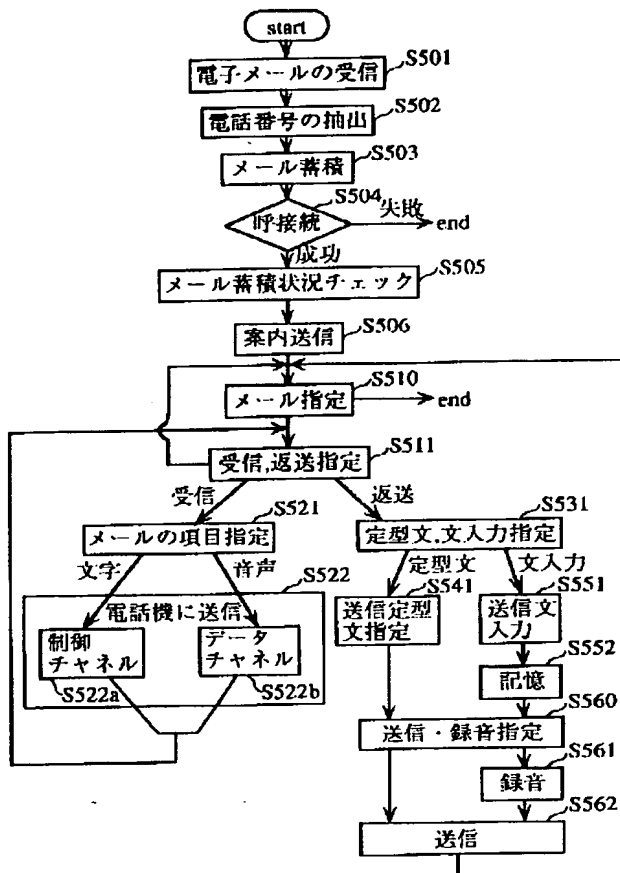 start
電子メールの受信
S501
電話番号の抽出
S502
メール蓄積
S503
呼接続
S504
失敗
end
成功
メール蓄積状況チェック
S505
案内送信
S506
メール指定
S510
end
受信,返送指定
S511
受信
返送
メールの項目指定
S521
定型文,文入力指定
S531
文字
音声
S522
定型文
文入力
電話機に送信
制御
チャネル
S522a
データ
チャネル
S522b
S541
送信定型
文指定
S551
送信文
入力
S552
記憶
S560
送信・録音指定
S561
録音
S562
送信